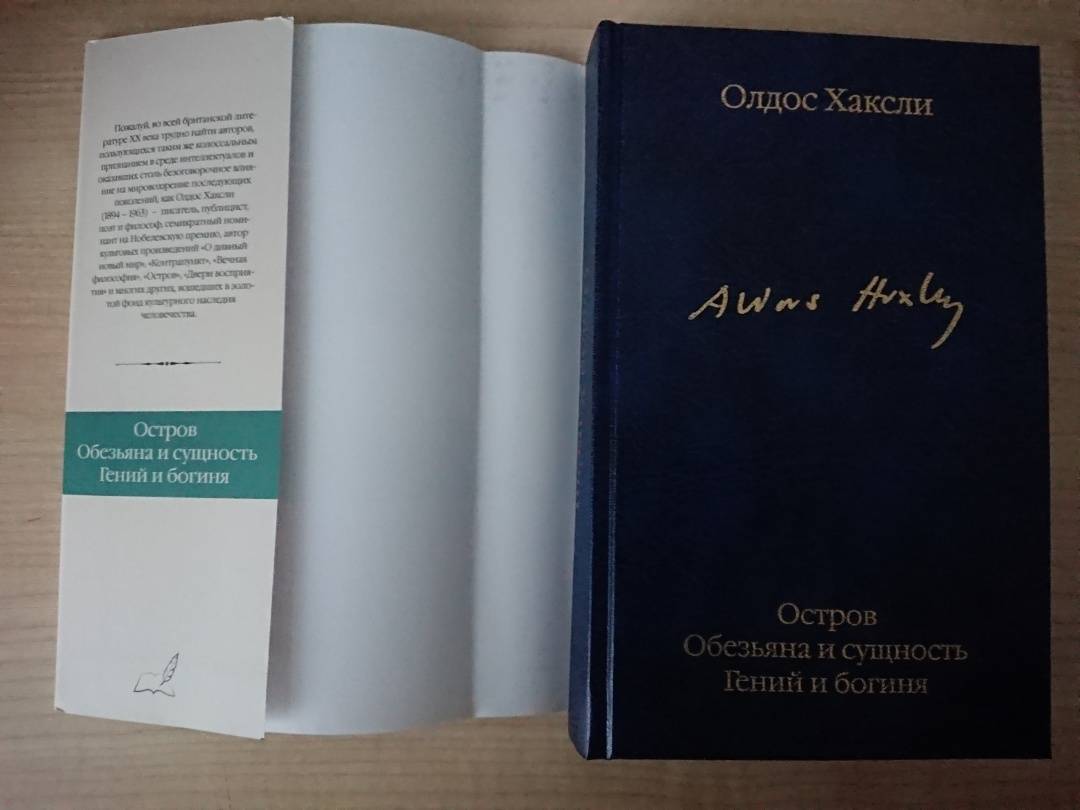 Пожалуй, во всей британской лите-
ратуре XX века трудно найти авторов,
пользующихся таким же колоссальным
признанием в среде интеллектуалов и
оказавших столь безоговорочное влия-
ние на мировоззрение последующих
поколений, как Олдос Хаксли
(1894 – 1963) – писатель, публицист,
поэт и философ, семикратный номи-
нант на Нобелевскую премию, автор
культовых произведений «О дивный
новый мир», «Контрапункт», «Вечная
философия», «Остров», «Двери восприя-
тия» и многих других, вошедших в золо-
той фонд культурного наследия
человечества.
Остров
Обезьяна и сущность
Гений и богиня
Олдос Хаксли
Aldous Huxley
Остров
Обезьяна и сущность
Гений и богиня